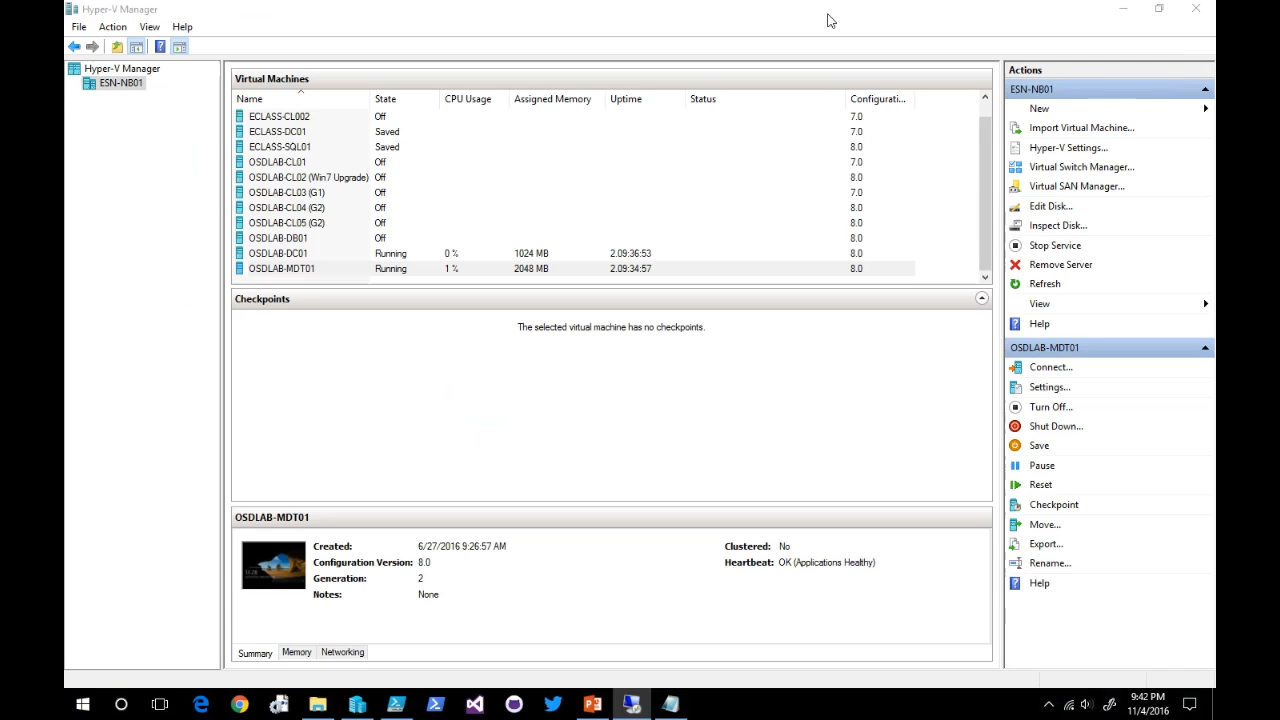 Hyper-V Manager
File Action View Help
Hyper-V Manager
ESN-NB01
Virtual Machines
Name State CPU Usage Assigned Memory Uptime Status Configurati...
ECLASS-CL002 Off 7.0
ECLASS-DC01 Saved 7.0
ECLASS-SQL01 Saved 8.0
OSDLAB-CL01 Off 7.0
OSDLAB-CL02 (Win7 Upgrade) Off 8.0
OSDLAB-CL03 (G1) Off 7.0
OSDLAB-CL04 (G2) Off 8.0
OSDLAB-CL05 (G2) Off 8.0
OSDLAB-DB01 Off 8.0
OSDLAB-DC01 Running 0 % 1024 MB 2.09:36:53 8.0
OSDLAB-MDT01 Running 1 % 2048 MB 2.09:34:57 8.0
Checkpoints
The selected virtual machine has no checkpoints.
OSDLAB-MDT01
Created: 6/27/2016 9:26:57 AM Clustered: No
Configuration Version: 8.0 Heartbeat: OK (Applications Healthy)
Generation: 2
Notes: None
Summary Memory Networking
Actions
ESN-NB01
New
Import Virtual Machine...
Hyper-V Settings...
Virtual Switch Manager...
Virtual SAN Manager...
Edit Disk...
Inspect Disk...
Stop Service
Remove Server
Refresh
View
Help
OSDLAB-MDT01
Connect...
Settings...
Turn Off...
Shut Down...
Save
Pause
Reset
Checkpoint
Move...
Export...
Rename...
Help
9:42 PM
11/4/2016